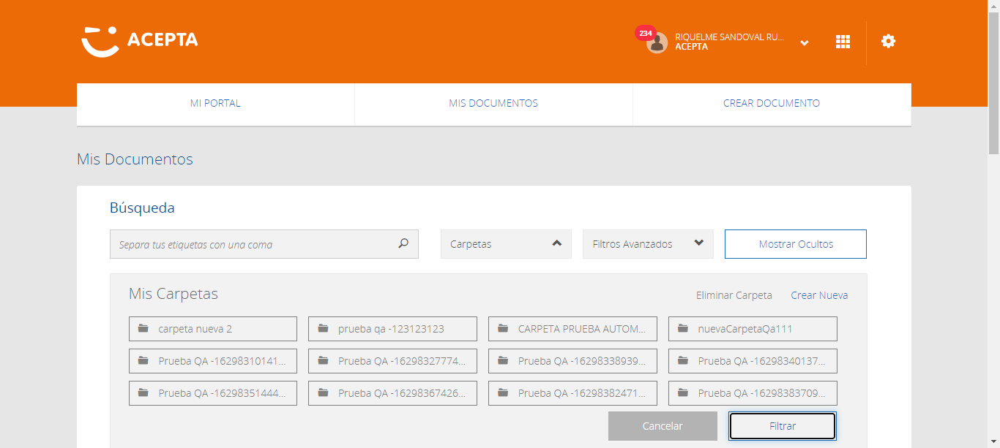 ACEPTA
234
RIQUELME SANDOVAL RU...
ACEPTA
MI PORTAL
MIS DOCUMENTOS
CREAR DOCUMENTO
Mis Documentos
Búsqueda
Separa tus etiquetas con una coma
Carpetas
Filtros Avanzados
Mostrar Ocultos
Mis Carpetas
Eliminar Carpeta
Crear Nueva
carpeta nueva 2
prueba qa -123123123
CARPETA PRUEBA AUTOM...
nuevaCarpetaQa111
Prueba QA -16298310141...
Prueba QA -16298327774...
Prueba QA -16298338939...
Prueba QA -16298340137...
Prueba QA -16298351444...
Prueba QA -16298367426...
Prueba QA -16298382471...
Prueba QA -16298383709...
Cancelar
Filtrar